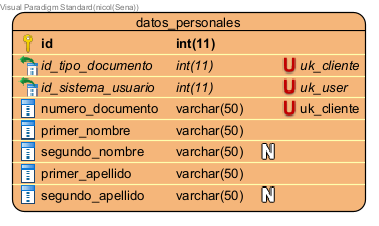 Visual Paradigm Standard(nicol(Sena))
datos_personales
id int(11)
id_tipo_documento int(11) U uk_cliente
id_sistema_usuario int(11) U uk_user
numero_documento varchar(50) U uk_cliente
primer_nombre varchar(50)
segundo_nombre varchar(50) N
primer_apellido varchar(50)
segundo_apellido varchar(50) N